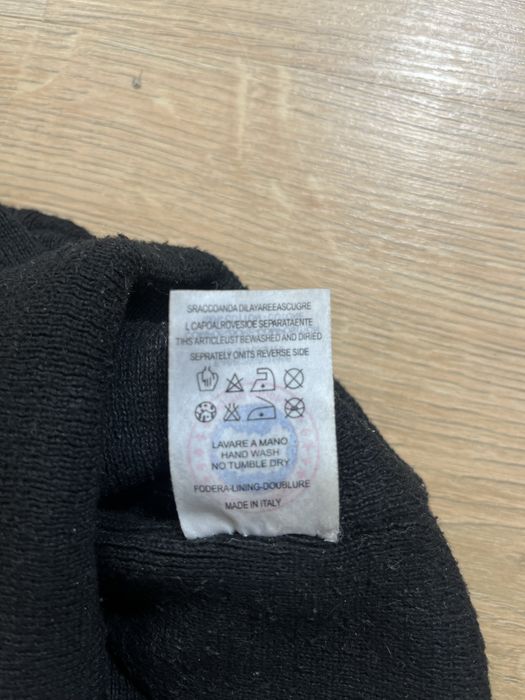 SRACCOANDA DILAYAREEASCUGRE
L CAPOALROVESIOE SEPARATAENTE
TIHS ARTICLEUST BEWASHED AND DIRIED
SEPRATELY ONITS REVERSE SIDE
LAVARE A MANO
HAND WASH
NO TUMBLE DRY
FODERA-LINING-DOUBLURE
MADE IN ITALY